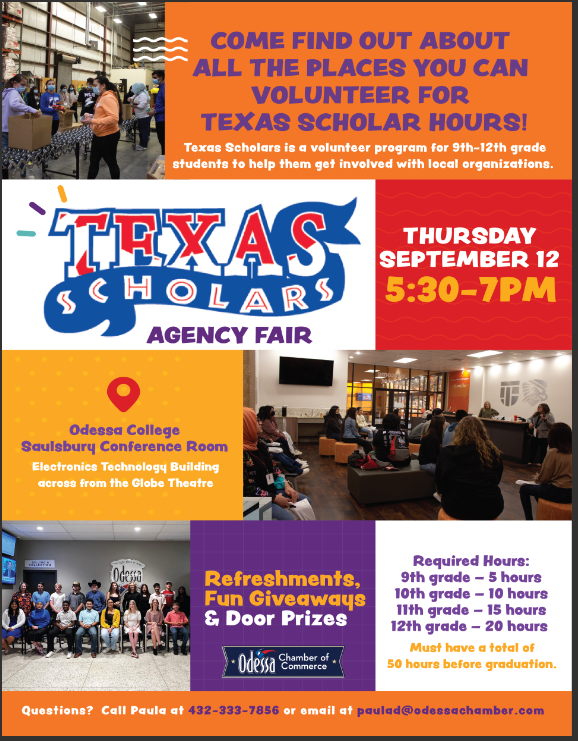 COME FIND OUT ABOUT
ALL THE PLACES YOU CAN
VOLUNTEER FOR
TEXAS SCHOLAR HOURS!
Texas Scholars is a volunteer program for 9th-12th grade
students to help them get involved with local organizations.
TEXAS
SCHOLARS
AGENCY FAIR
THURSDAY
SEPTEMBER 12
5:30-7PM
Odessa College
Saulsbury Conference Room
Electronics Technology Building
across from the Globe Theatre
Odessa
Refreshments,
Fun Giveaways
& Door Prizes
Odessa Chamber of
Commerce
Required Hours:
9th grade – 5 hours
10th grade – 10 hours
11th grade – 15 hours
12th grade – 20 hours
Must have a total of
50 hours before graduation.
Questions? Call Paula at 432-333-7856 or email at paulad@odessachamber.com